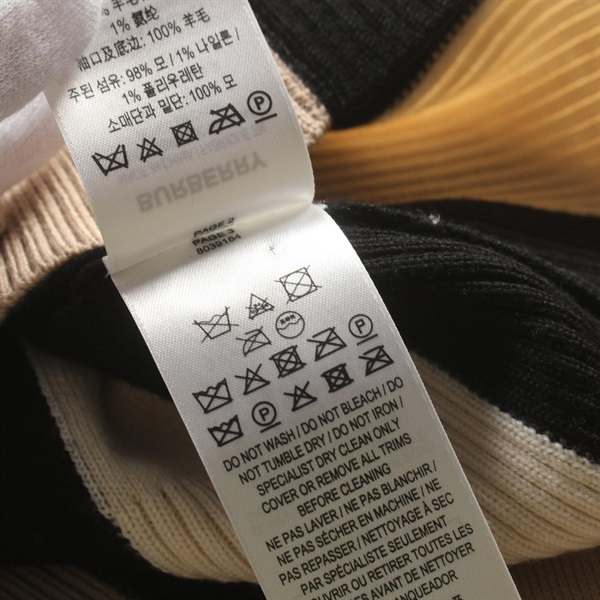 1% 氨纶
袖口及底边: 100% 羊毛
주된 섬유: 98% 모 / 1% 나일론 /
1% 폴리우레탄
소매단과 밑단: 100% 모
BURBERRY
PAGE 2
PAGE 3
8039184
DO NOT WASH / DO NOT BLEACH / DO
NOT TUMBLE DRY / DO NOT IRON /
SPECIALIST DRY CLEAN ONLY
COVER OR REMOVE ALL TRIMS
BEFORE CLEANING
NE PAS LAVER / NE PAS BLANCHIR /
NE PAS SÉCHER EN MACHINE / NE
PAS REPASSER / NETTOYAGE À SEC
PAR SPÉCIALISTE SEULEMENT
COUVRIR OU RETIRER TOUTES LES
AVANT DE NETTOYER